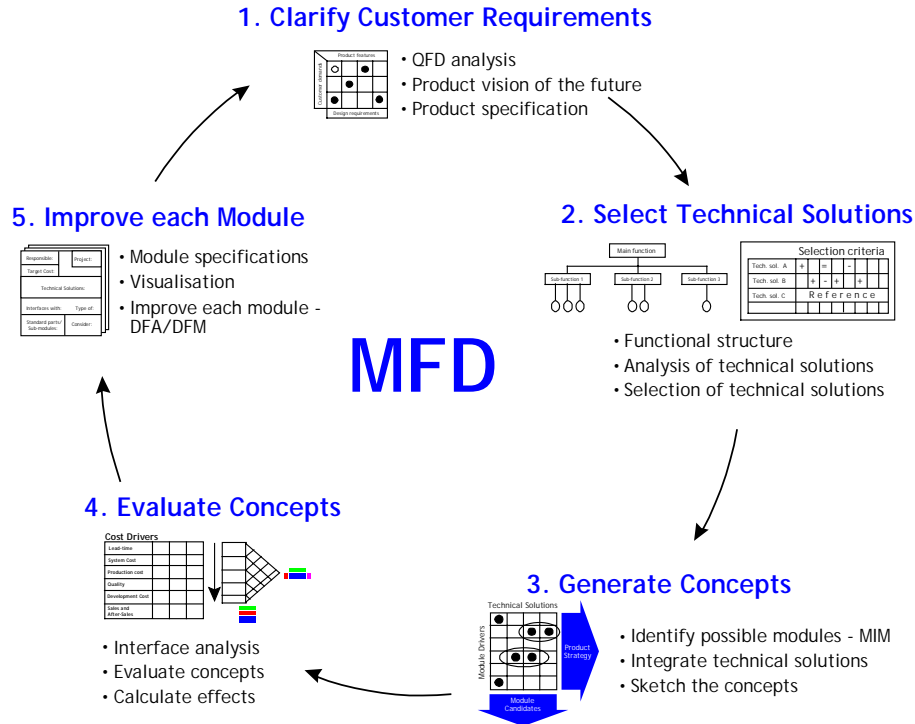 1. Clarify Customer Requirements
Product features
Customer demands
Design requirements
• QFD analysis
• Product vision of the future
• Product specification
2. Select Technical Solutions
Main function
Sub-function 1
Sub-function 2
Sub-function 3
Selection criteria
Tech. sol. A + = -
Tech. sol. B + - + +
Tech. sol. C Reference
• Functional structure
• Analysis of technical solutions
• Selection of technical solutions
MFD
3. Generate Concepts
Technical Solutions
Module Drivers
Product
Strategy
Module
Candidates
• Identify possible modules - MIM
• Integrate technical solutions
• Sketch the concepts
4. Evaluate Concepts
Cost Drivers
Lead-time
System Cost
Production cost
Quality
Development Cost
Sales and
After-Sales
• Interface analysis
• Evaluate concepts
• Calculate effects
5. Improve each Module
Responsible:
Project:
Target Cost:
Technical Solutions:
Interfaces with: Type of:
Standard parts/
Sub-modules:
Consider:
• Module specifications
• Visualisation
• Improve each module -
DFA/DFM